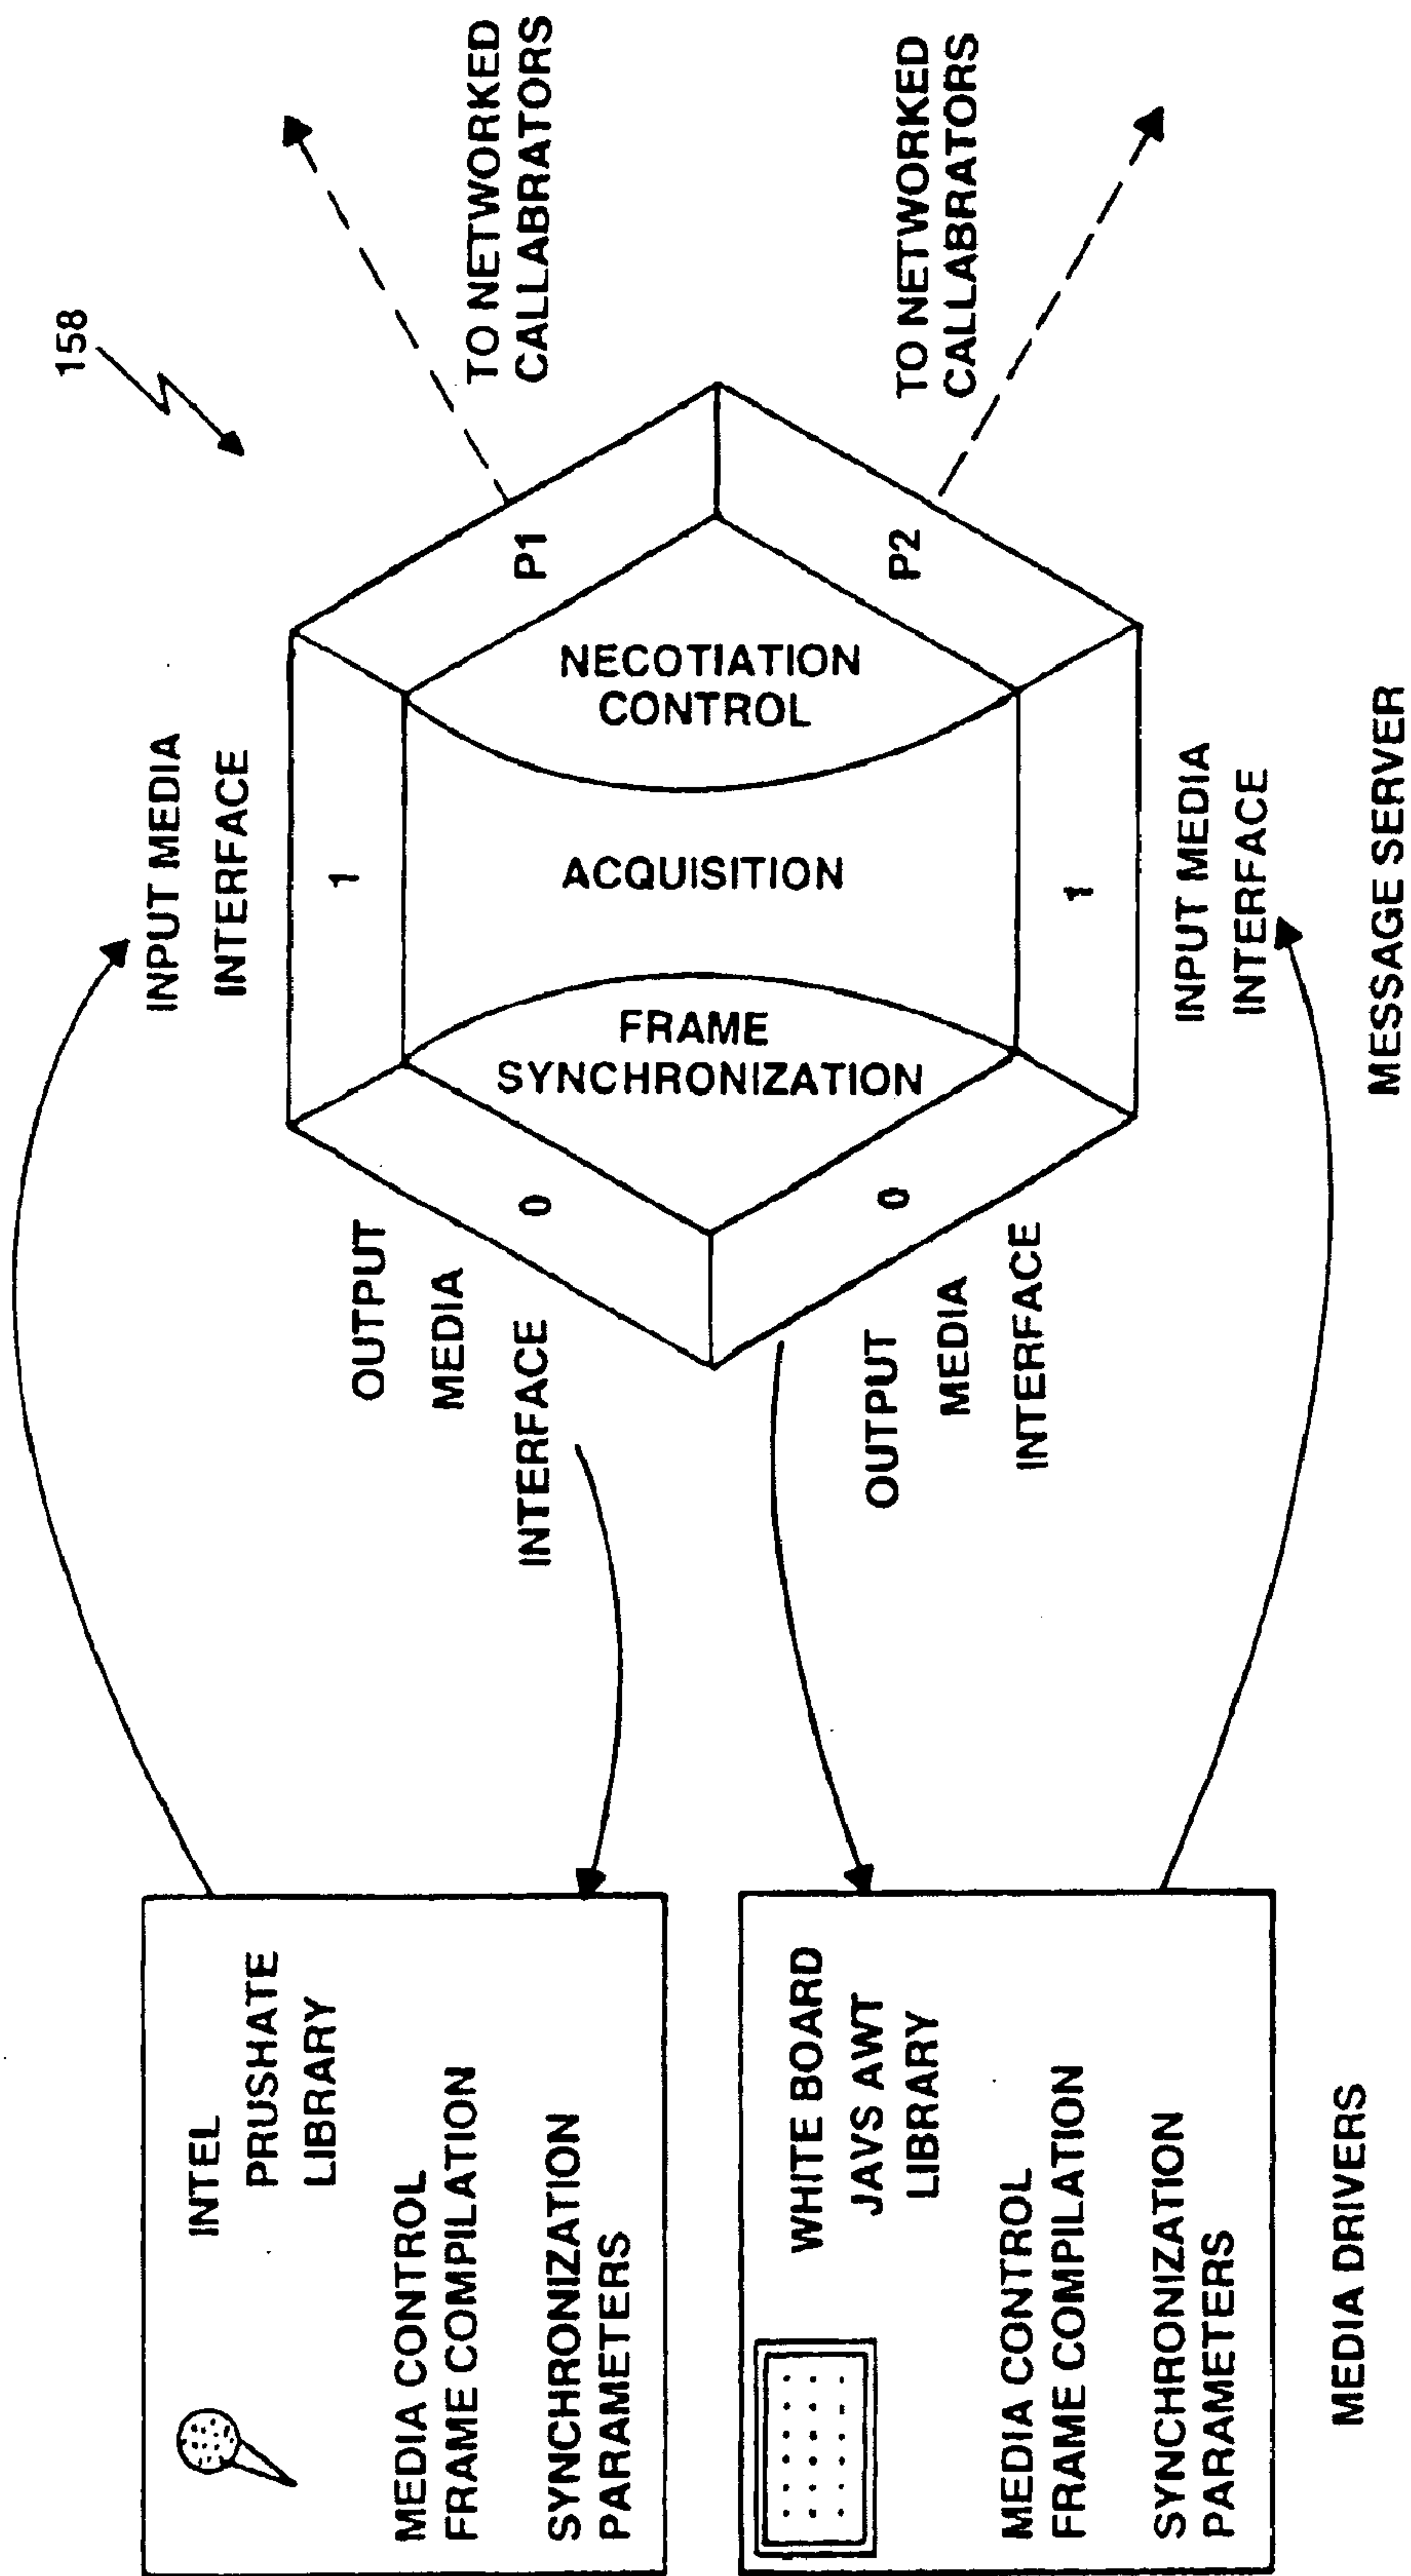 158
INTEL
PRUSHATE
LIBRARY
MEDIA CONTROL
FRAME COMPILATION
SYNCHRONIZATION
PARAMETERS
WHITE BOARD
JAVS AWT
LIBRARY
MEDIA CONTROL
FRAME COMPILATION
SYNCHRONIZATION
PARAMETERS
MEDIA DRIVERS
INPUT MEDIA
INTERFACE
1
OUTPUT
MEDIA
INTERFACE
0
FRAME
SYNCHRONIZATION
ACQUISITION
NECOTIATION
CONTROL
P1
TO NETWORKED
CALLABRATORS
P2
TO NETWORKED
CALLABRATORS
0
OUTPUT
MEDIA
INTERFACE
1
INPUT MEDIA
INTERFACE
MESSAGE SERVER